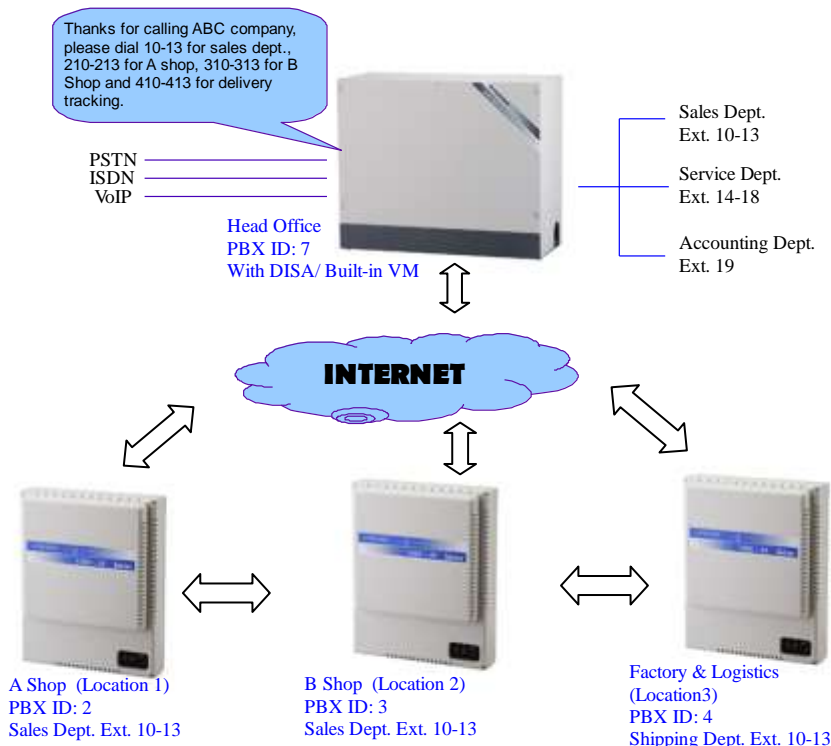 Thanks for calling ABC company,
please dial 10-13 for sales dept.,
210-213 for A shop, 310-313 for B
Shop and 410-413 for delivery
tracking.
PSTN
ISDN
VoIP
Sales Dept.
Ext. 10-13
Service Dept.
Ext. 14-18
Accounting Dept.
Ext. 19
Head Office
PBX ID: 7
With DISA/ Built-in VM
INTERNET
A Shop  (Location 1)
PBX ID: 2
Sales Dept. Ext. 10-13
B Shop  (Location 2)
PBX ID: 3
Sales Dept. Ext. 10-13
Factory & Logistics
(Location3)
PBX ID: 4
Shipping Dept. Ext. 10-13